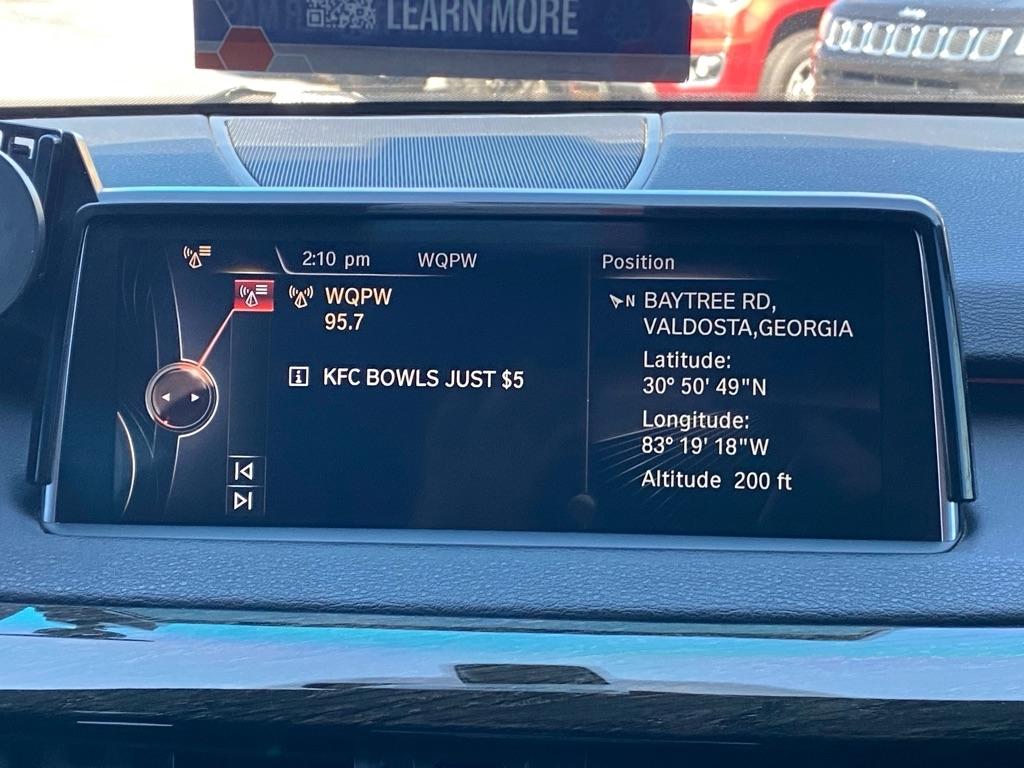 LEARN MORE
Jeep
2:10 pm WQPW
WQPW
95.7
KFC BOWLS JUST $5
Position
N BAYTREE RD,
VALDOSTA,GEORGIA
Latitude:
30° 50' 49"N
Longitude:
83° 19' 18"W
Altitude 200 ft